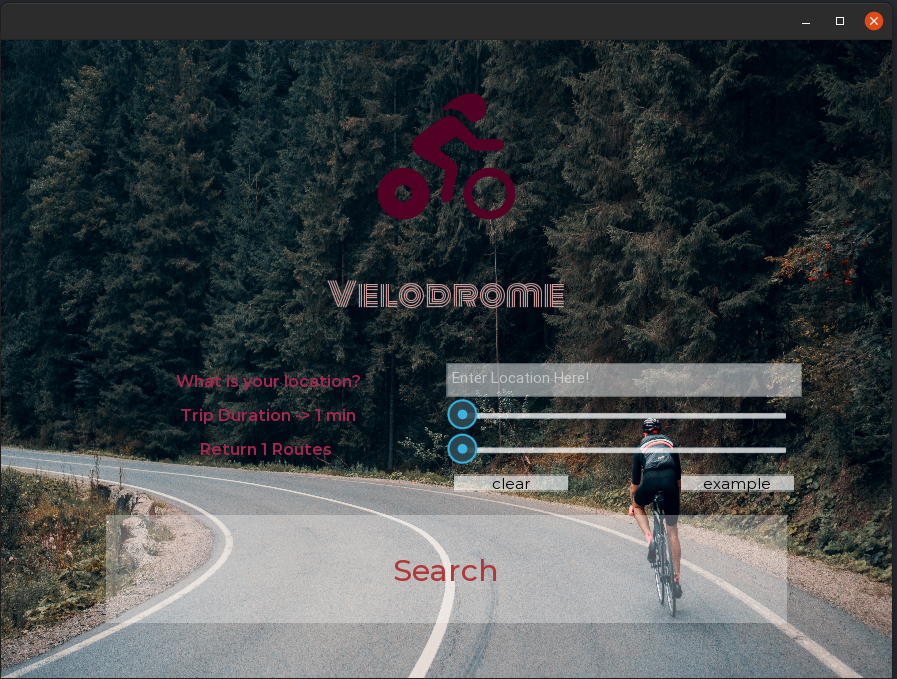 Velodrome
What is your location?
Enter Location Here!
Trip Duration -> 1 min
Return 1 Routes
clear
example
Search